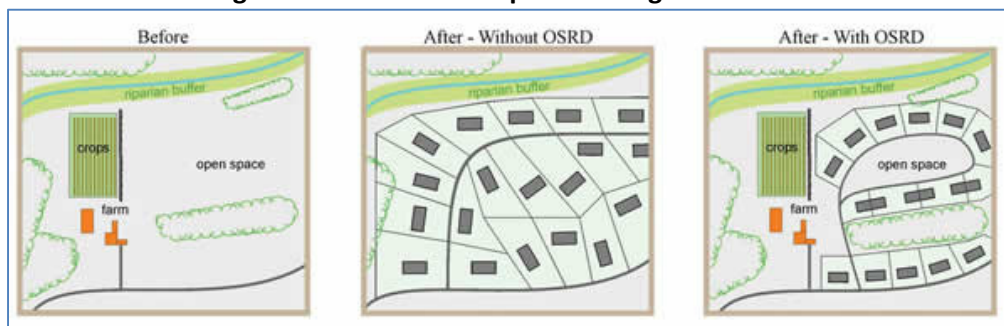 Before
After - Without OSRD
After - With OSRD
riparian buffer
crops
open space
farm
riparian buffer
riparian buffer
crops
open space
farm